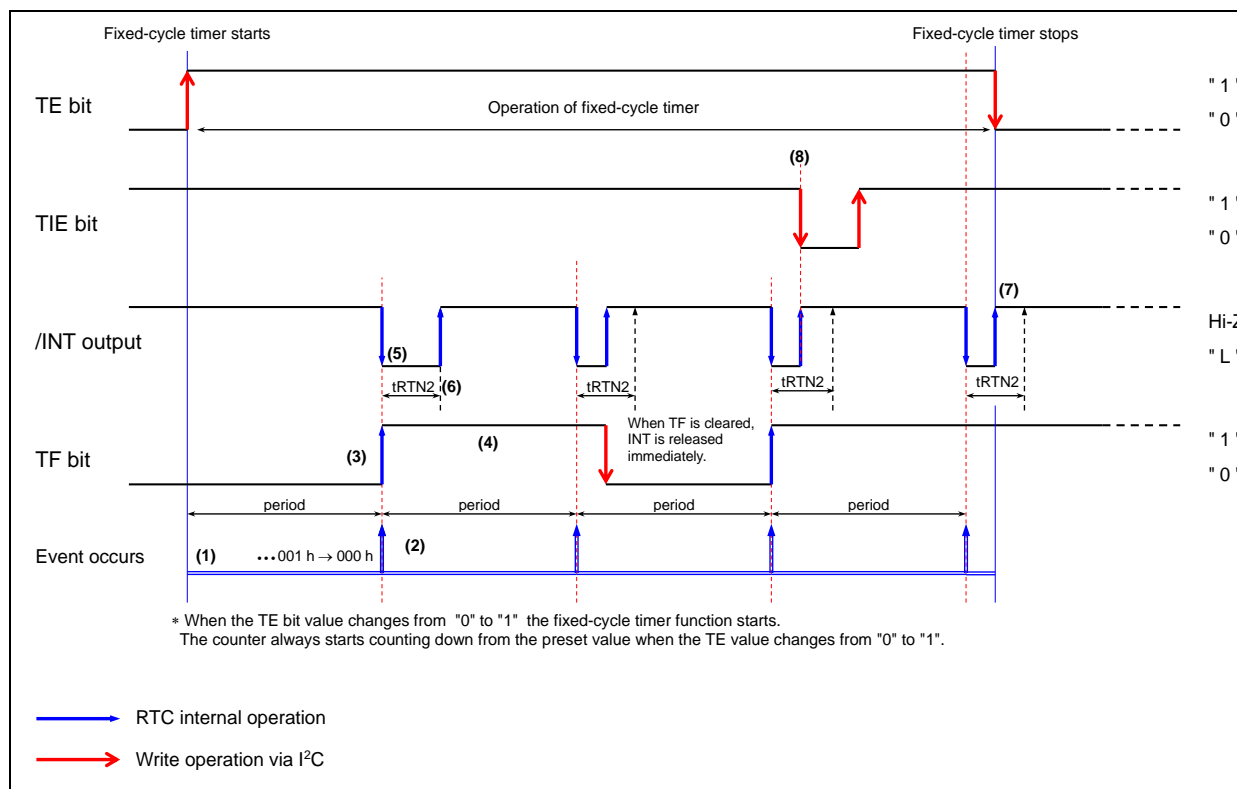 Fixed-cycle timer starts
Fixed-cycle timer stops
TE bit
" 1 "
Operation of fixed-cycle timer
" 0 "
(8)
TIE bit
" 1 "
" 0 "
(7)
/INT output
Hi-Z
(5)
" L "
tRTN2
(6)
tRTN2
tRTN2
tRTN2
When TF is cleared,
INT is released
immediately.
(4)
(3)
TF bit
" 1 "
" 0 "
period
period
period
period
Event occurs
(1)
•••001 h → 000 h
(2)
* When the TE bit value changes from "0" to "1" the fixed-cycle timer function starts.
The counter always starts counting down from the preset value when the TE value changes from "0" to "1".
RTC internal operation
Write operation via I²C